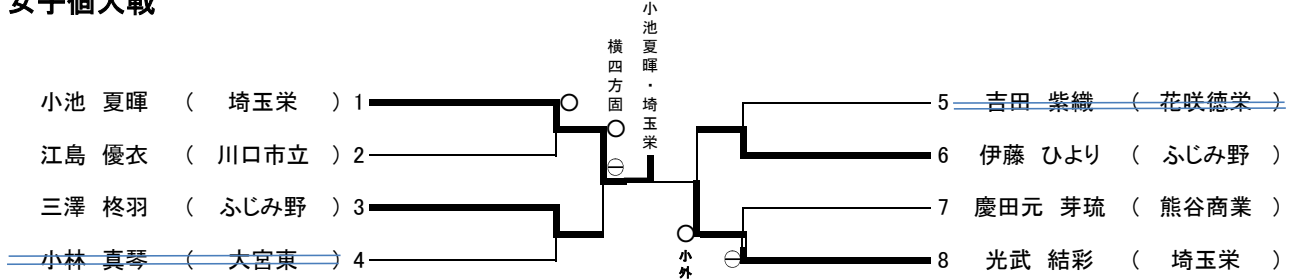 女子個人戦
小池夏暉・埼玉栄
横四方固
小池 夏暉 ( 埼玉栄 ) 1
江島 優衣 ( 川口市立 ) 2
三澤 柊羽 ( ふじみ野 ) 3
小林 真琴 ( 大宮東 ) 4
5 吉田 紫織 ( 花咲徳栄 )
6 伊藤 ひより ( ふじみ野 )
7 慶田元 芽琉 ( 熊谷商業 )
8 光武 結彩 ( 埼玉栄 )
小外